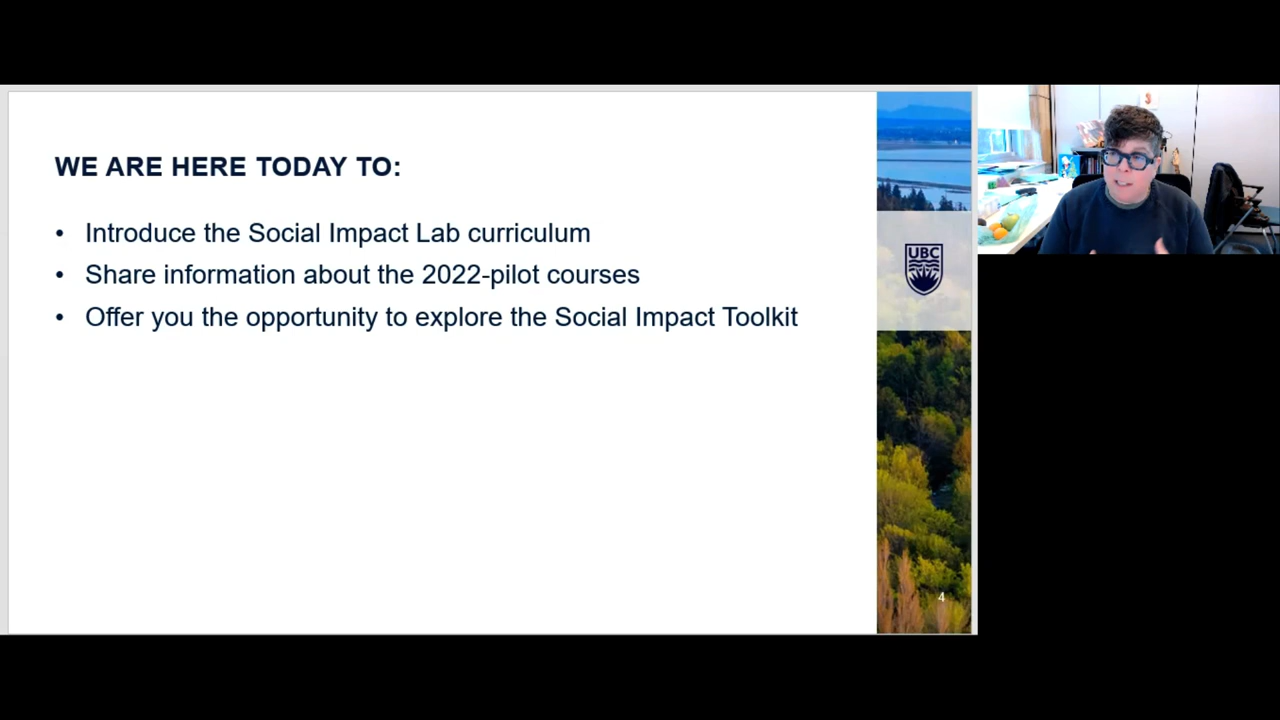 WE ARE HERE TODAY TO:
• Introduce the Social Impact Lab curriculum
• Share information about the 2022-pilot courses
• Offer you the opportunity to explore the Social Impact Toolkit
UBC
4